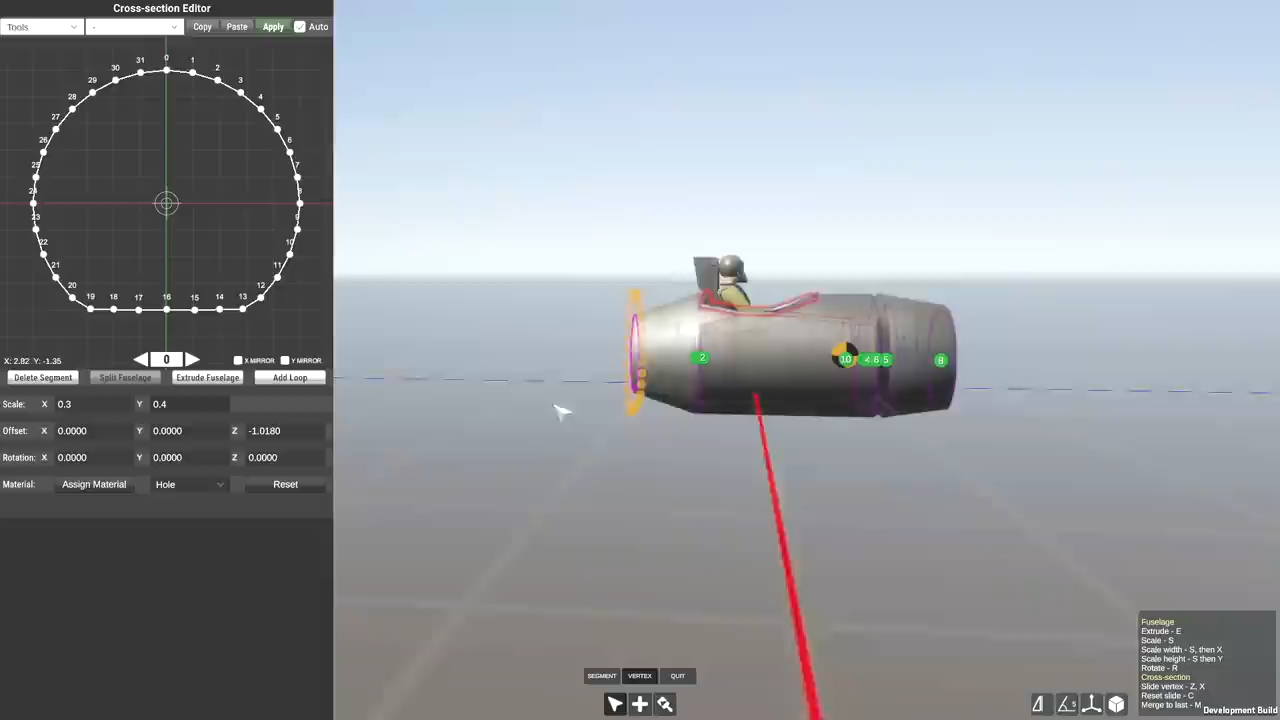 Cross-section Editor
Tools - Copy Paste Apply Auto
0
31 1
30 2
29 3
28 4
27 5
26 6
25 7
24 8
23 9
22 10
21 11
20 12
19 18 17 16 15 14 13
X: 2.82 Y: -1.35 0 X MIRROR Y MIRROR
Delete Segment Split Fuselage Extrude Fuselage Add Loop
Scale: X 0.3 Y 0.4
Offset: X 0.0000 Y 0.0000 Z -1.0180
Rotation: X 0.0000 Y 0.0000 Z 0.0000
Material: Assign Material Hole Reset
2 10 4 6 5 8
SEGMENT VERTEX QUIT
Fuselage
Extrude - E
Scale - S
Scale width - S, then X
Scale height - S then Y
Rotate - R
Cross-section
Slide vertex - Z, X
Reset slide - C
Merge to last - M
Development Build